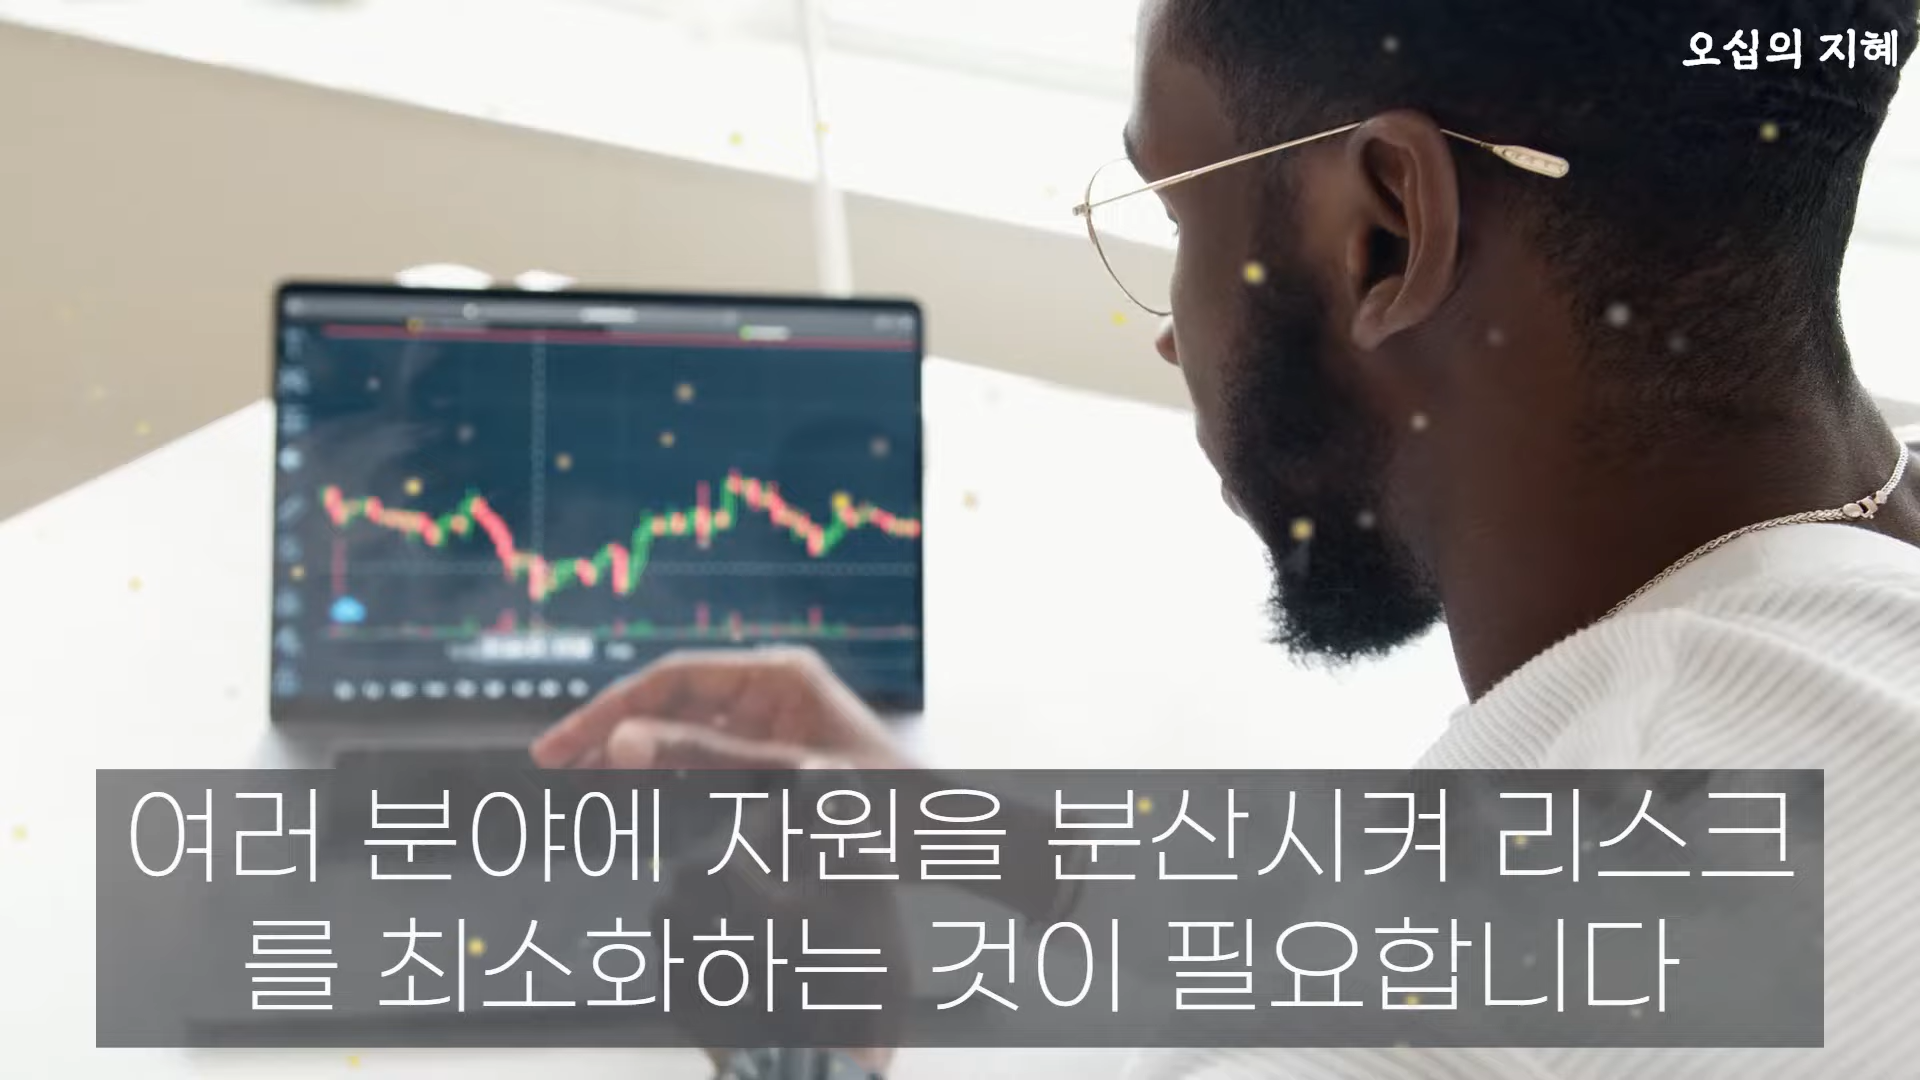 오십의 지혜
여러 분야에 자원을 분산시켜 리스크
를 최소화하는 것이 필요합니다